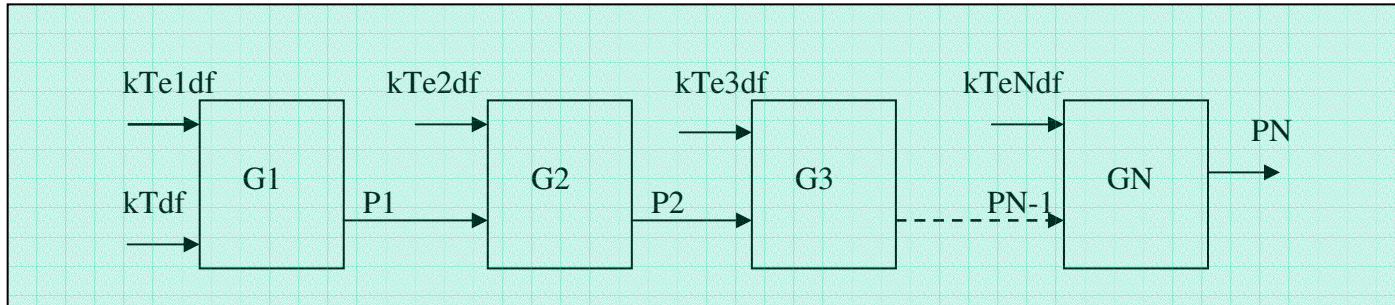 kTe1df
kTe2df
kTe3df
kTeNdf
PN
G1
G2
G3
GN
kTdf
P1
P2
PN-1